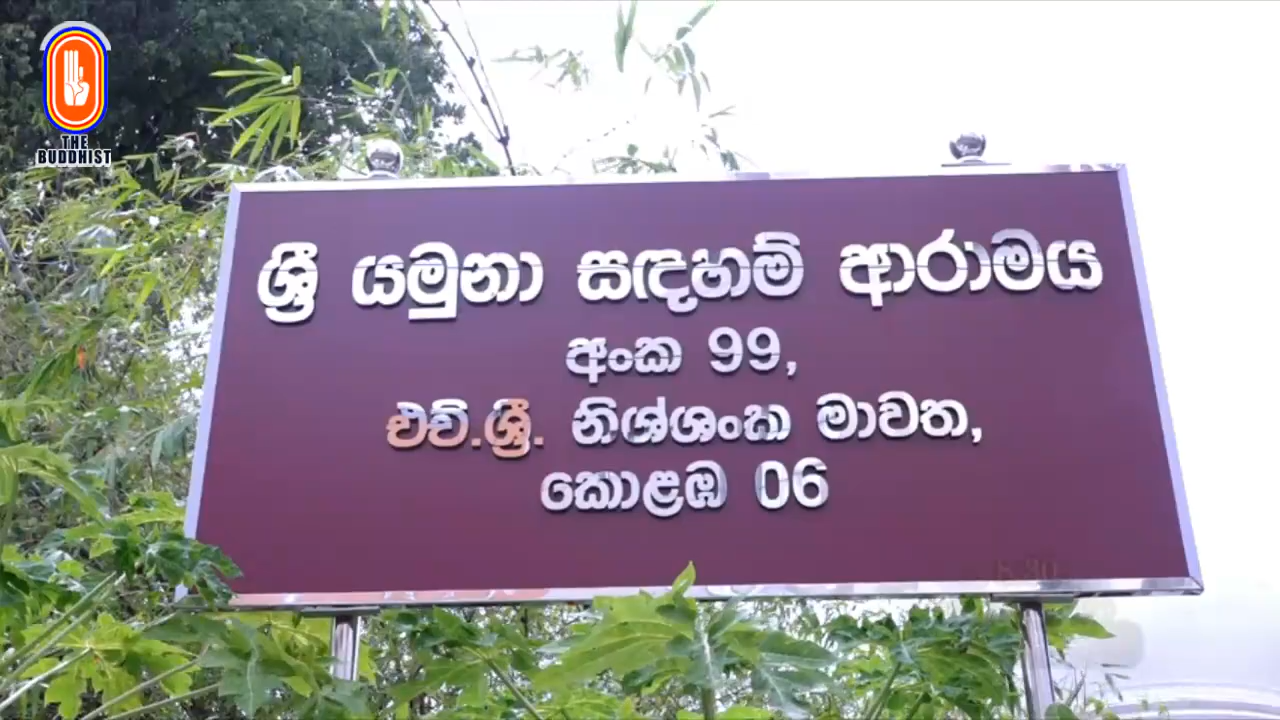 THE
BUDDHIST
ශ්‍රී යමුනා සඳහම් ආරාමය
අංක 99,
එච්.ශ්‍රී. නිශ්ශංක මාවත,
කොළඹ 06